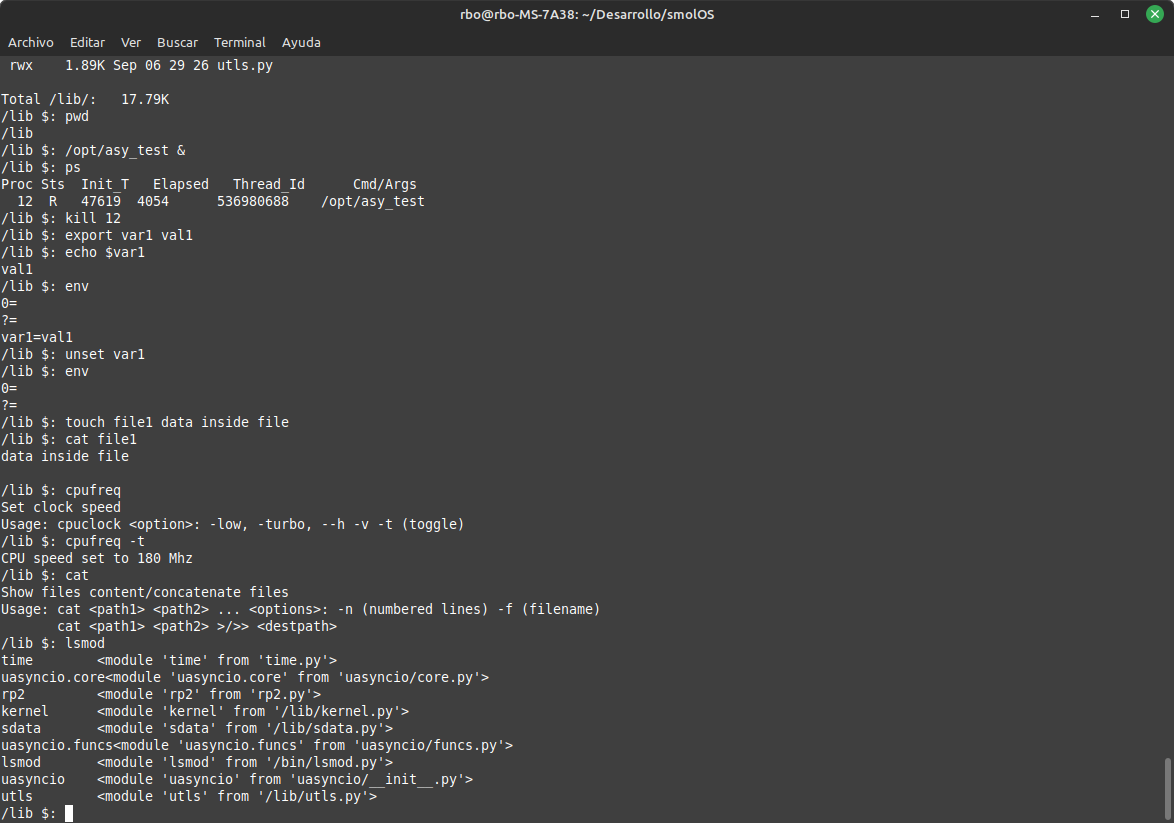 rbo@rbo-MS-7A38: ~/Desarrollo/smolOS
Archivo Editar Ver Buscar Terminal Ayuda
 rwx    1.89K Sep 06 29 26 utls.py

Total /lib/:   17.79K
/lib $: pwd
/lib
/lib $: /opt/asy_test &
/lib $: ps
Proc Sts  Init_T   Elapsed   Thread_Id      Cmd/Args
  12  R   47619  4054      536980688    /opt/asy_test
/lib $: kill 12
/lib $: export var1 val1
/lib $: echo $var1
val1
/lib $: env
0=
?=
var1=val1
/lib $: unset var1
/lib $: env
0=
?=
/lib $: touch file1 data inside file
/lib $: cat file1
data inside file

/lib $: cpufreq
Set clock speed
Usage: cpuclock <option>: -low, -turbo, --h -v -t (toggle)
/lib $: cpufreq -t
CPU speed set to 180 Mhz
/lib $: cat
Show files content/concatenate files
Usage: cat <path1> <path2> ... <options>: -n (numbered lines) -f (filename)
       cat <path1> <path2> >/>> <destpath>
/lib $: lsmod
time        <module 'time' from 'time.py'>
uasyncio.core<module 'uasyncio.core' from 'uasyncio/core.py'>
rp2         <module 'rp2' from 'rp2.py'>
kernel      <module 'kernel' from '/lib/kernel.py'>
sdata       <module 'sdata' from '/lib/sdata.py'>
uasyncio.funcs<module 'uasyncio.funcs' from 'uasyncio/funcs.py'>
lsmod       <module 'lsmod' from '/bin/lsmod.py'>
uasyncio    <module 'uasyncio' from 'uasyncio/__init__.py'>
utls        <module 'utls' from '/lib/utls.py'>
/lib $: